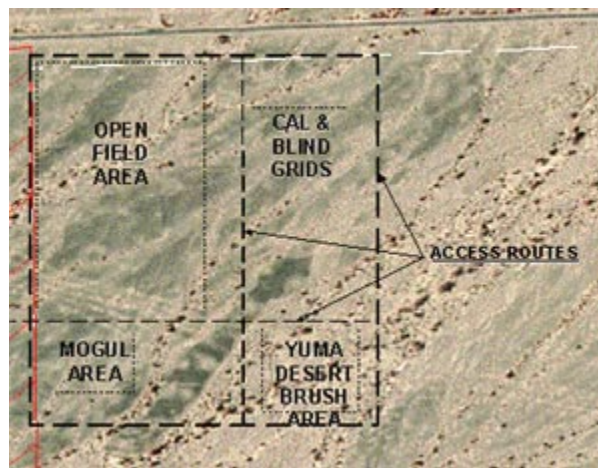 OPEN
FIELD
AREA
CAL &
BLIND
GRIDS
ACCESS ROUTES
MOGUL
AREA
YUMA
DESERT
BRUSH
AREA